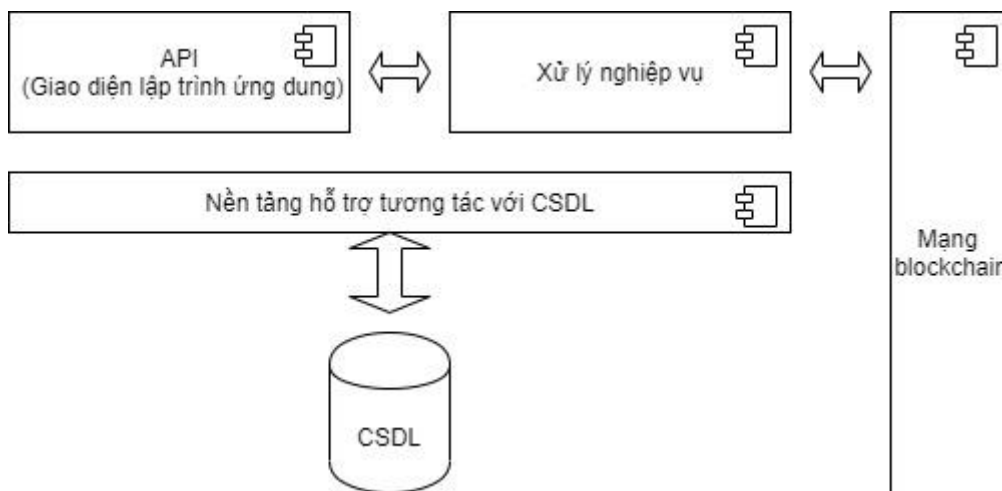 API
(Giao diện lập trình ứng dung)
Xử lý nghiệp vụ
Nền tảng hỗ trợ tương tác với CSDL
Mạng
blockchain
CSDL